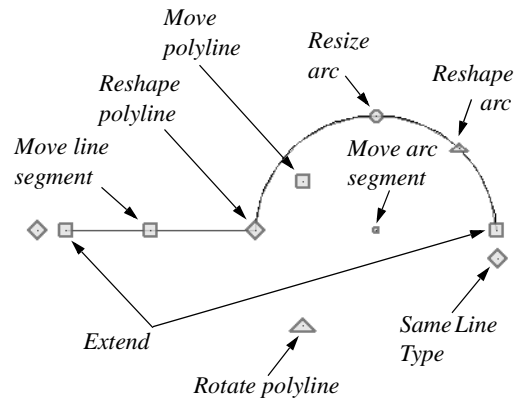 Move
polyline
Resize
arc
Reshape
polyline
Reshape
arc
Move line
segment
Move arc
segment
Extend
Same Line
Type
Rotate polyline